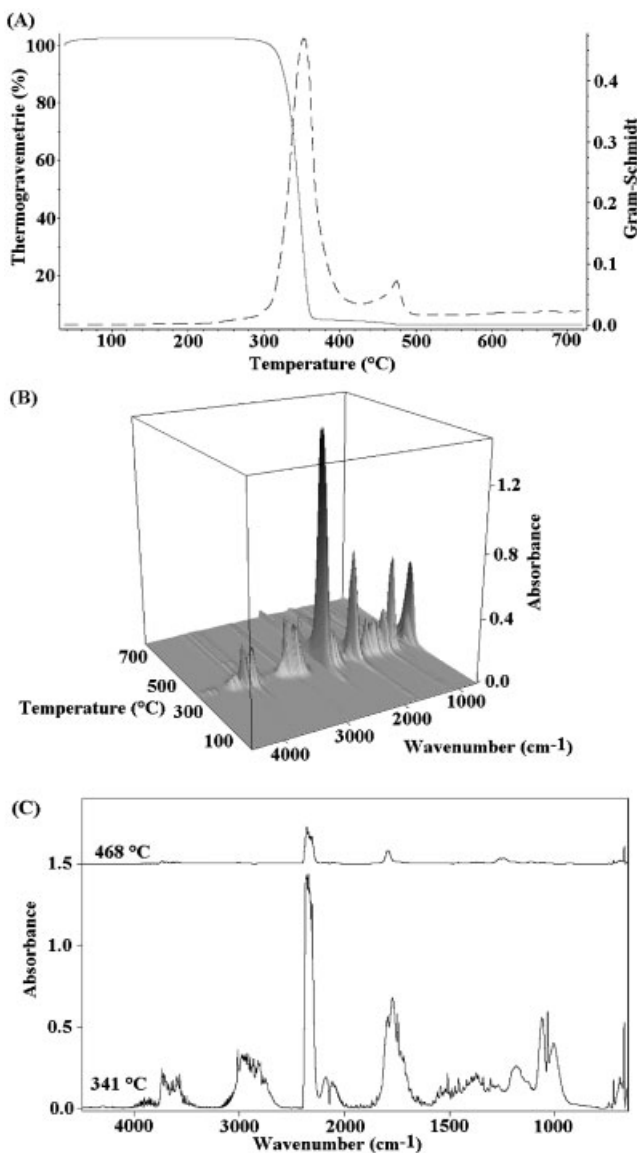 (A)
100
80
60
40
20
Thermogravemetrie (%)
0.4
0.3
0.2
0.1
0.0
Gram-Schmidt
100 200 300 400 500 600 700
Temperature (°C)
(B)
1.2
0.8
0.4
0.0
Absorbance
700
500
300
100
Temperature (°C)
4000 3000 2000 1000
Wavenumber (cm-1)
(C)
468 °C
1.5
1.0
0.5
0.0
Absorbance
341 °C
4000 3000 2000 1500 1000
Wavenumber (cm-1)